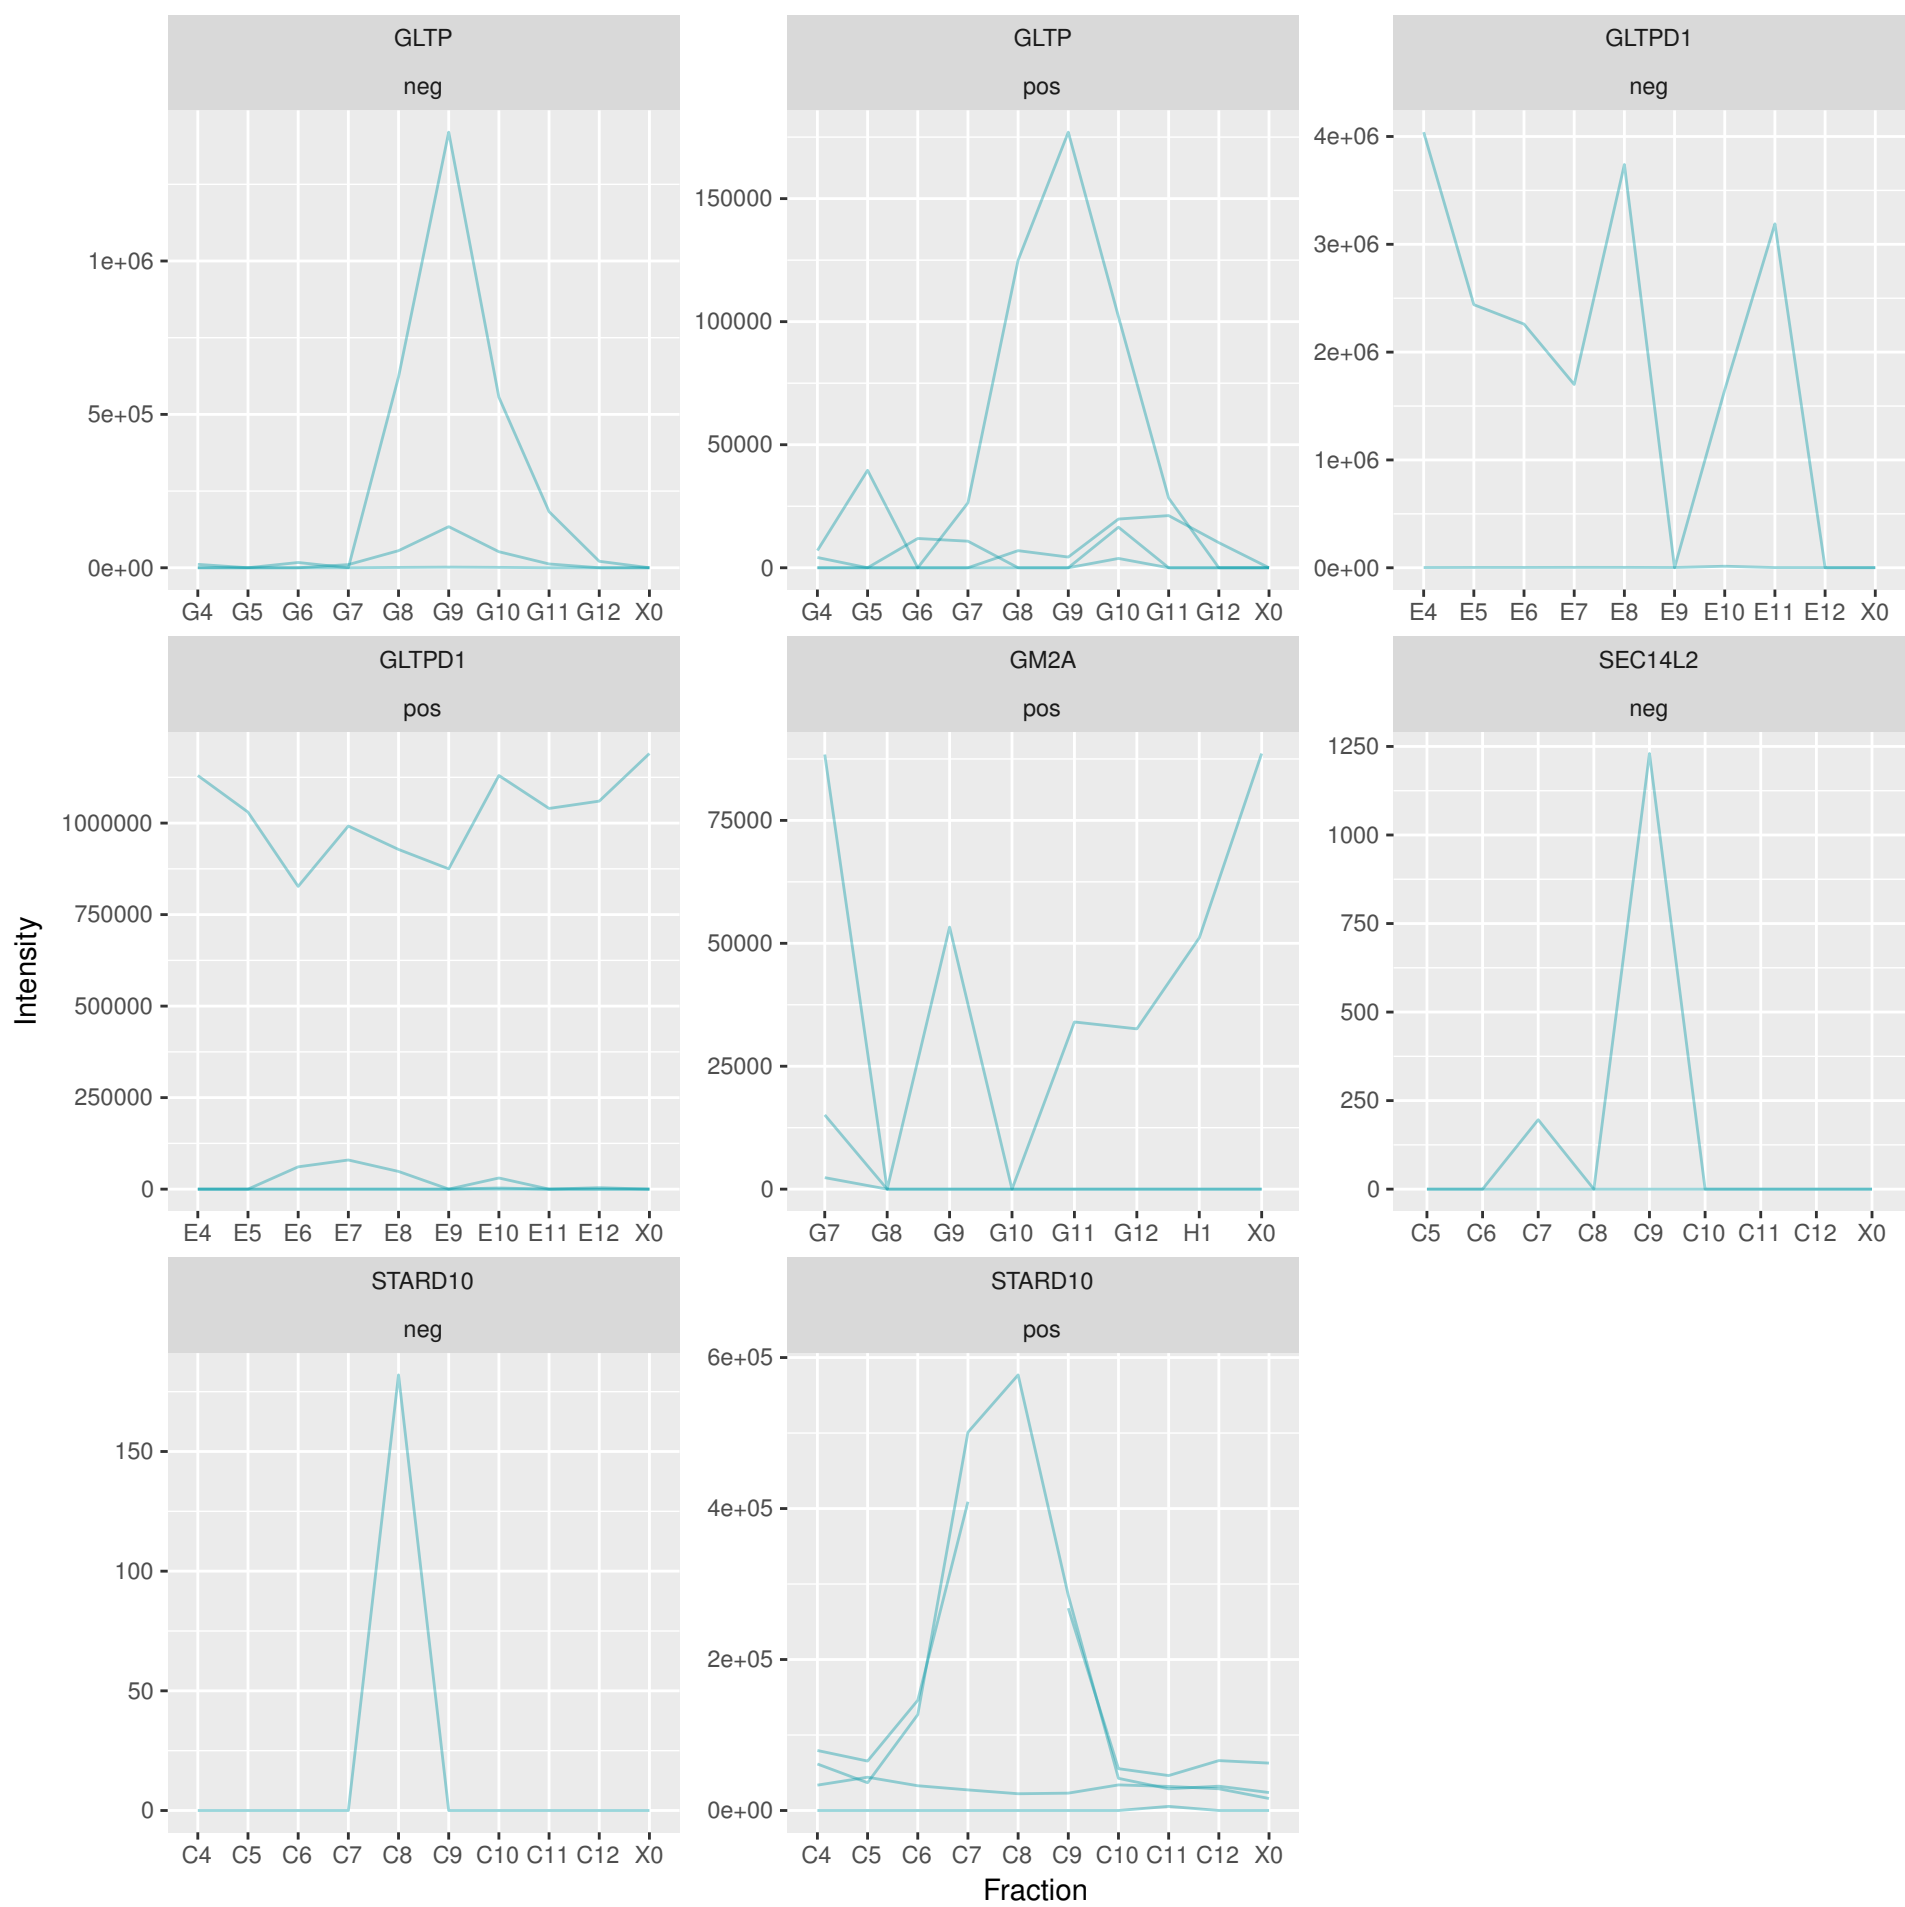 GLTP
neg
1e+06
5e+05
0e+00
G4 G5 G6 G7 G8 G9 G10 G11 G12 X0
GLTP
pos
150000
100000
50000
0
G4 G5 G6 G7 G8 G9 G10 G11 G12 X0
GLTPD1
neg
4e+06
3e+06
2e+06
1e+06
0e+00
E4 E5 E6 E7 E8 E9 E10 E11 E12 X0
GLTPD1
pos
1000000
750000
500000
250000
0
E4 E5 E6 E7 E8 E9 E10 E11 E12 X0
GM2A
pos
75000
50000
25000
0
G7 G8 G9 G10 G11 G12 H1 X0
SEC14L2
neg
1250
1000
750
500
250
0
C5 C6 C7 C8 C9 C10 C11 C12 X0
STARD10
neg
150
100
50
0
C4 C5 C6 C7 C8 C9 C10 C11 C12 X0
STARD10
pos
6e+05
4e+05
2e+05
0e+00
C4 C5 C6 C7 C8 C9 C10 C11 C12 X0
Intensity
Fraction